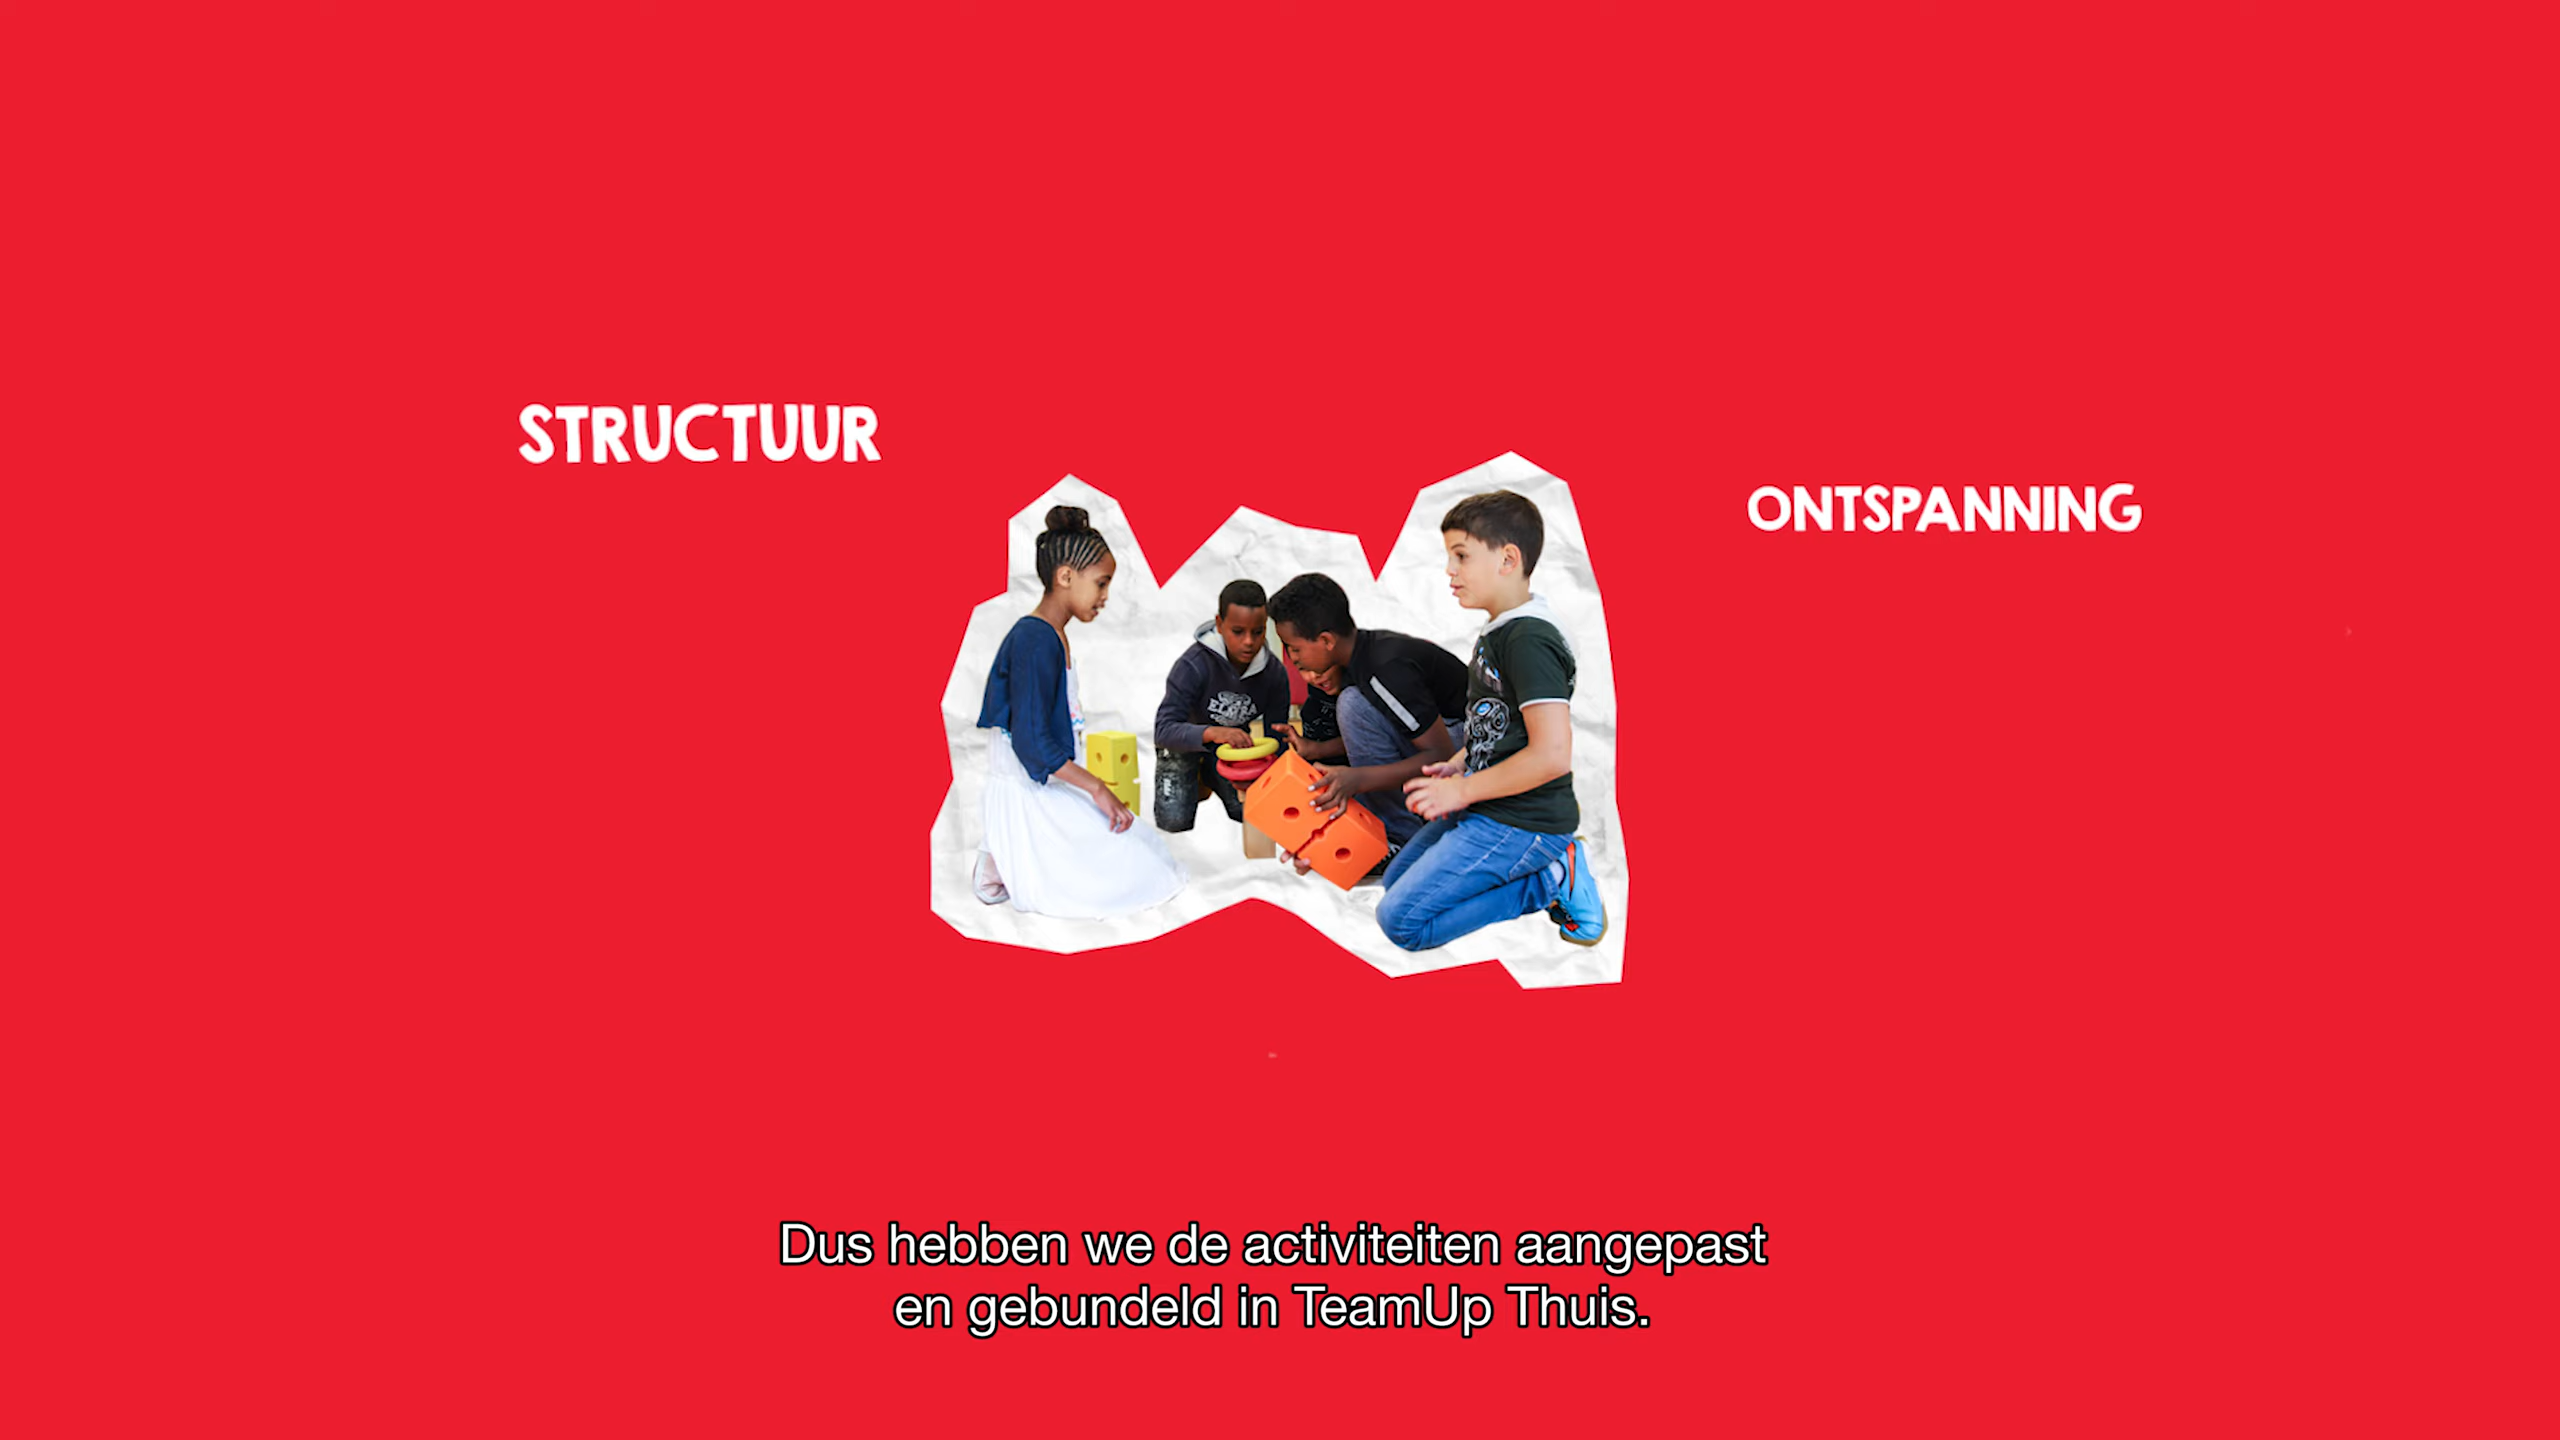 STRUCTUUR
ONTSPANNING
Dus hebben we de activiteiten aangepast
en gebundeld in TeamUp Thuis.